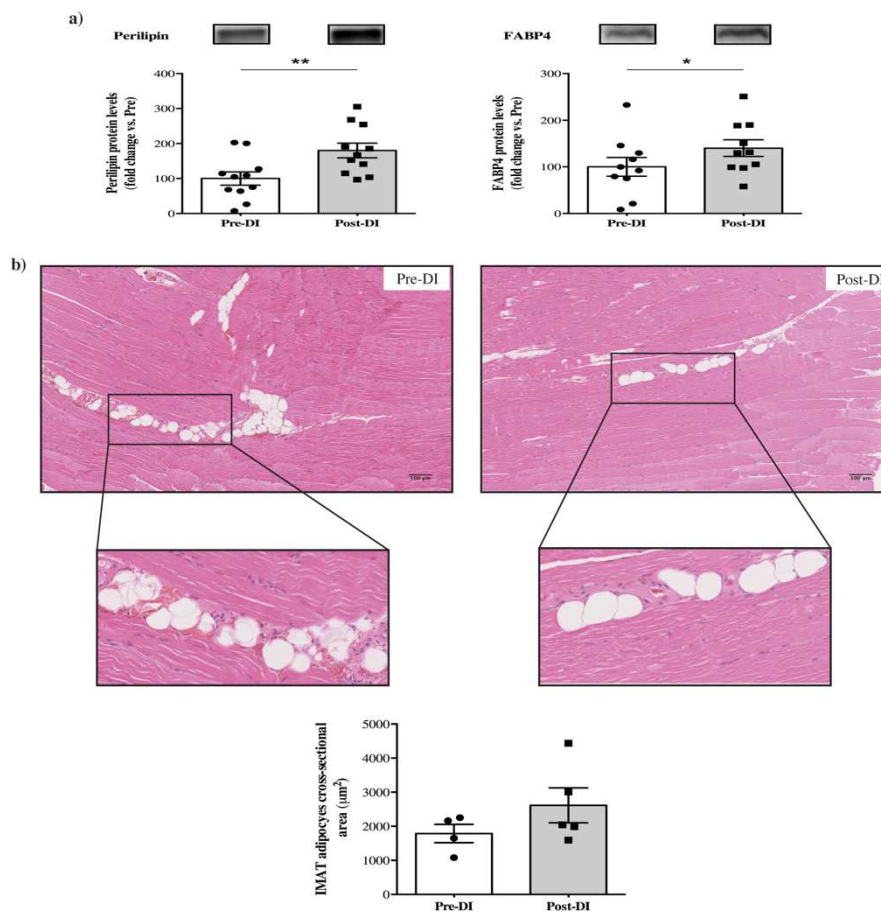 a)
Perilipin
FABP4
**
*
Perilipin protein levels
(fold change vs. Pre)
400
300
200
100
0
Pre-DI
Post-DI
FABP4 protein levels
(fold change vs. Pre)
300
200
100
0
Pre-DI
Post-DI
b)
Pre-DI
Post-DI
100 µm
100 µm
IMAT adipocyes cross-sectional
area (µm²)
5000
4000
3000
2000
1000
0
Pre-DI
Post-DI